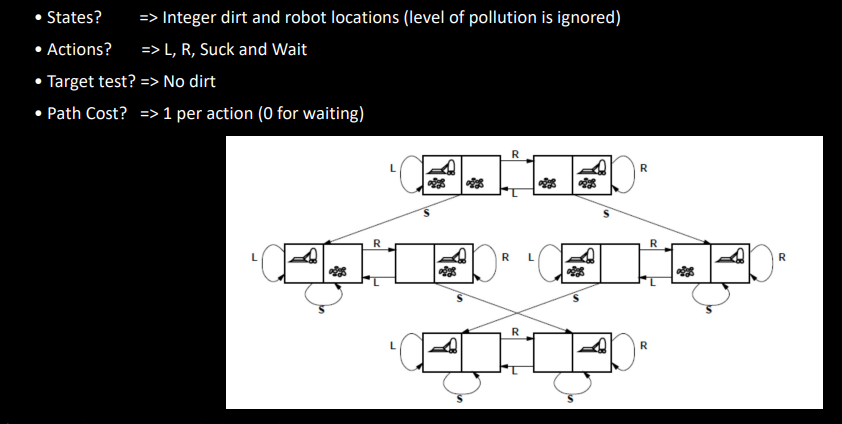 • States? => Integer dirt and robot locations (level of pollution is ignored)
• Actions? => L, R, Suck and Wait
• Target test? => No dirt
• Path Cost? => 1 per action (0 for waiting)
R
L R
L
S S
R R
L R L R
L L
S S S S
R
L R
L
S S